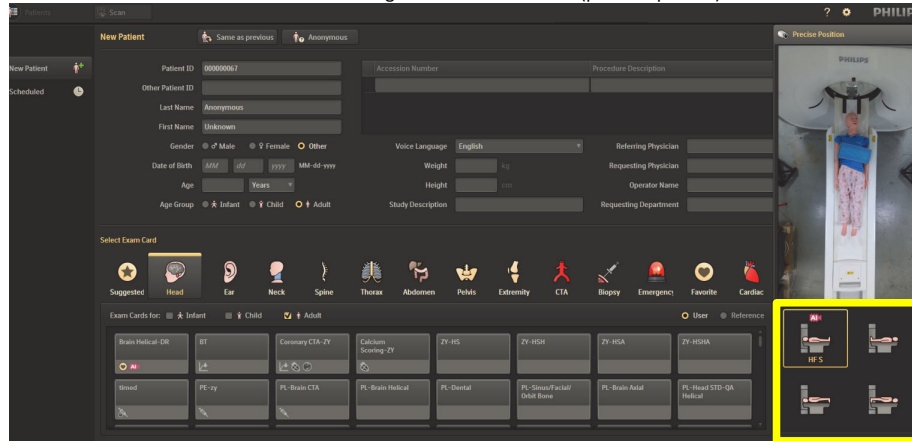 Patients
Scan
? PHILIP
New Patient
Same as previous
Anonymous
Precise Position
PHILIPS
New Patient
Scheduled
Patient ID 000000067
Other Patient ID
Last Name Anonymous
First Name Unknown
Gender Male Female Other
Date of Birth MM dd yyyy MM-dd-yyyy
Age Years
Age Group Infant Child Adult
Accession Number Procedure Description
Voice Language English
Weight kg
Height cm
Study Description
Referring Physician
Requesting Physician
Operator Name
Requesting Department
Select Exam Card
Suggested Head Ear Neck Spine Thorax Abdomen Pelvis Extremity CTA Biopsy Emergency Favorite Cardiac
Exam Cards for: Infant Child Adult
User Reference
Brain Helical-DR BT Coronary CTA-ZY Calcium Scoring-ZY ZY-HS ZY-HSH ZY-HSA ZY-HSHA
AI
PE-zy PL-Brain CTA PL-Brain Helical PL-Dental PL-Sinus/Facial/ Orbit Bone PL-Brain Axial PL-Head STD-QA Helical
AI
HF S